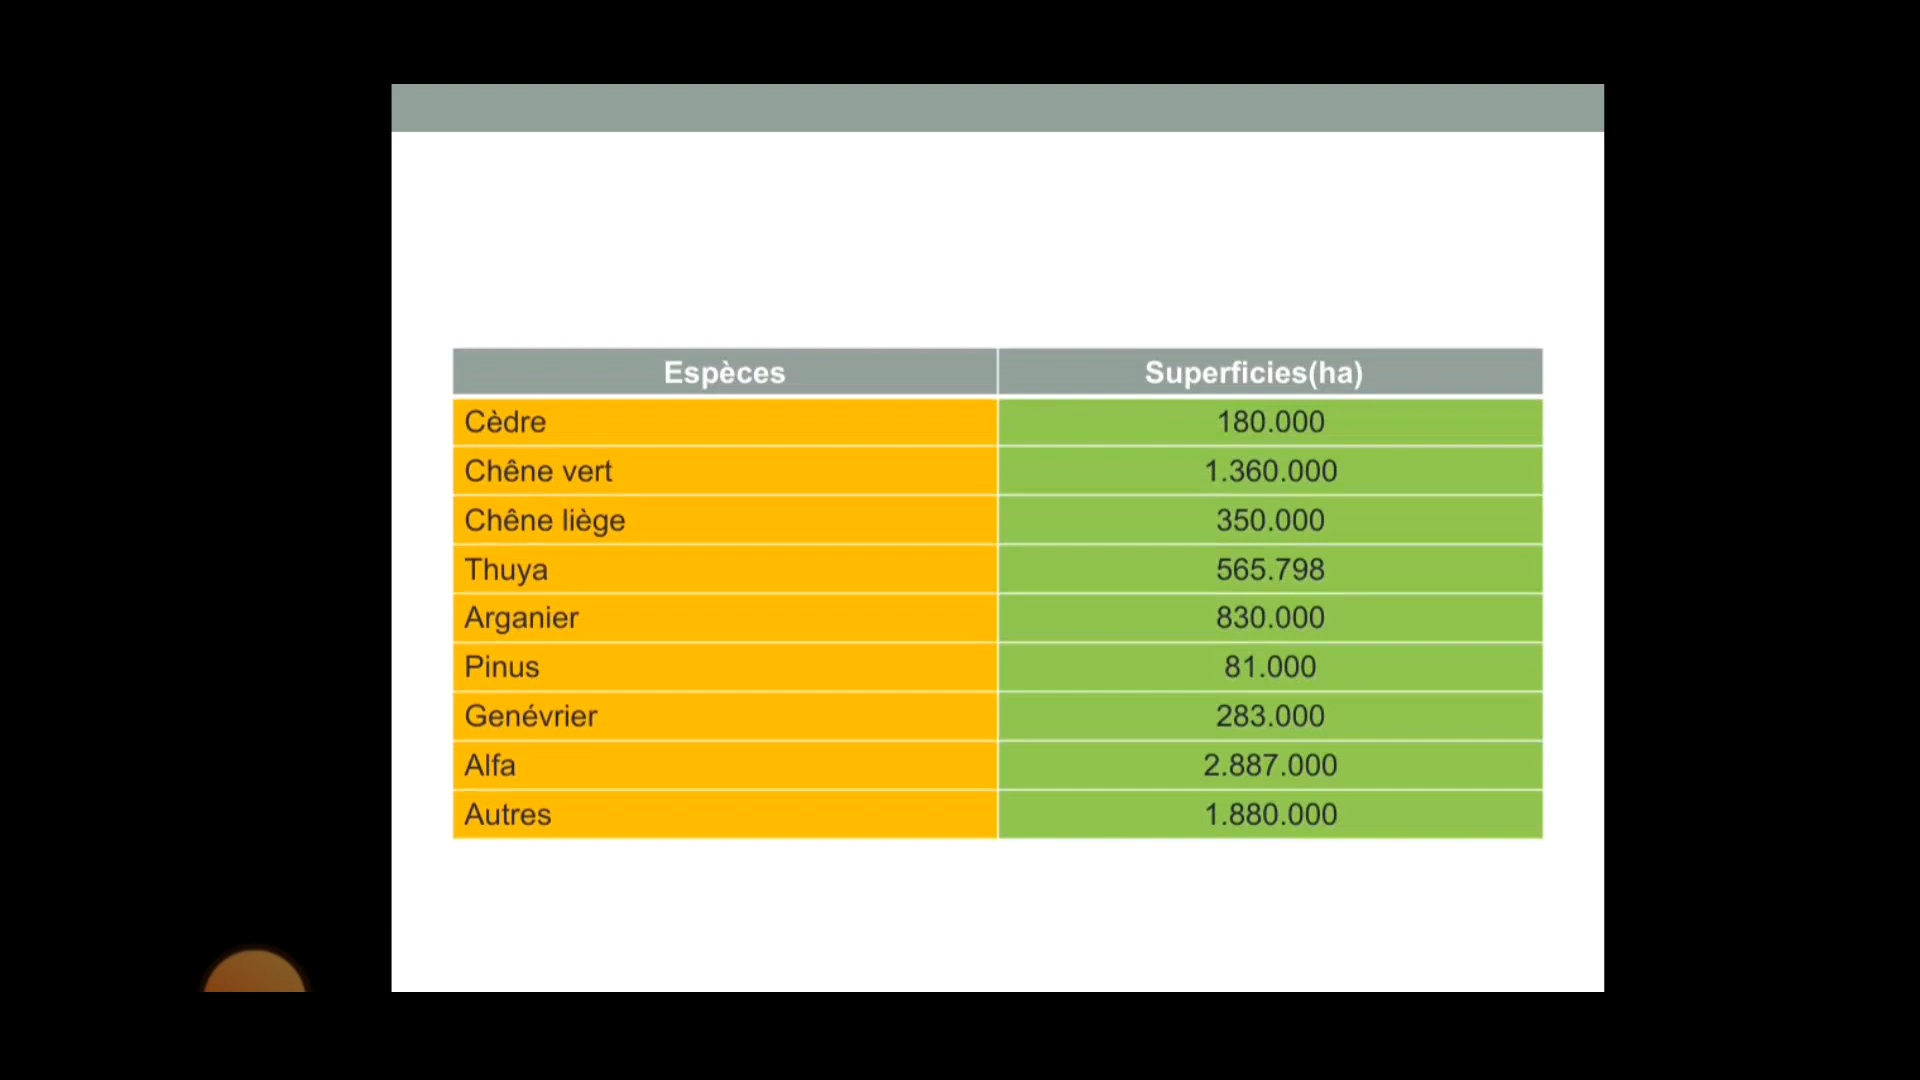 Espèces Superficies(ha)
Cèdre 180.000
Chêne vert 1.360.000
Chêne liège 350.000
Thuya 565.798
Arganier 830.000
Pinus 81.000
Genévrier 283.000
Alfa 2.887.000
Autres 1.880.000